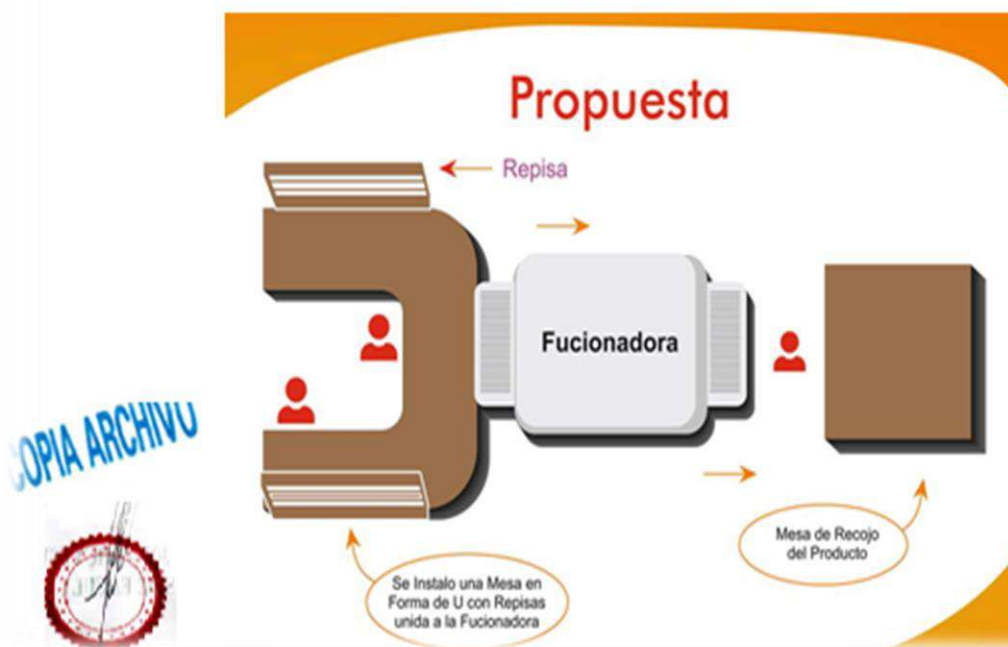 Propuesta
Repisa
Fucionadora
COPIA ARCHIVO
Mesa de Recojo
del Producto
Se Instalo una Mesa en
Forma de U con Repisas
unida a la Fucionadora